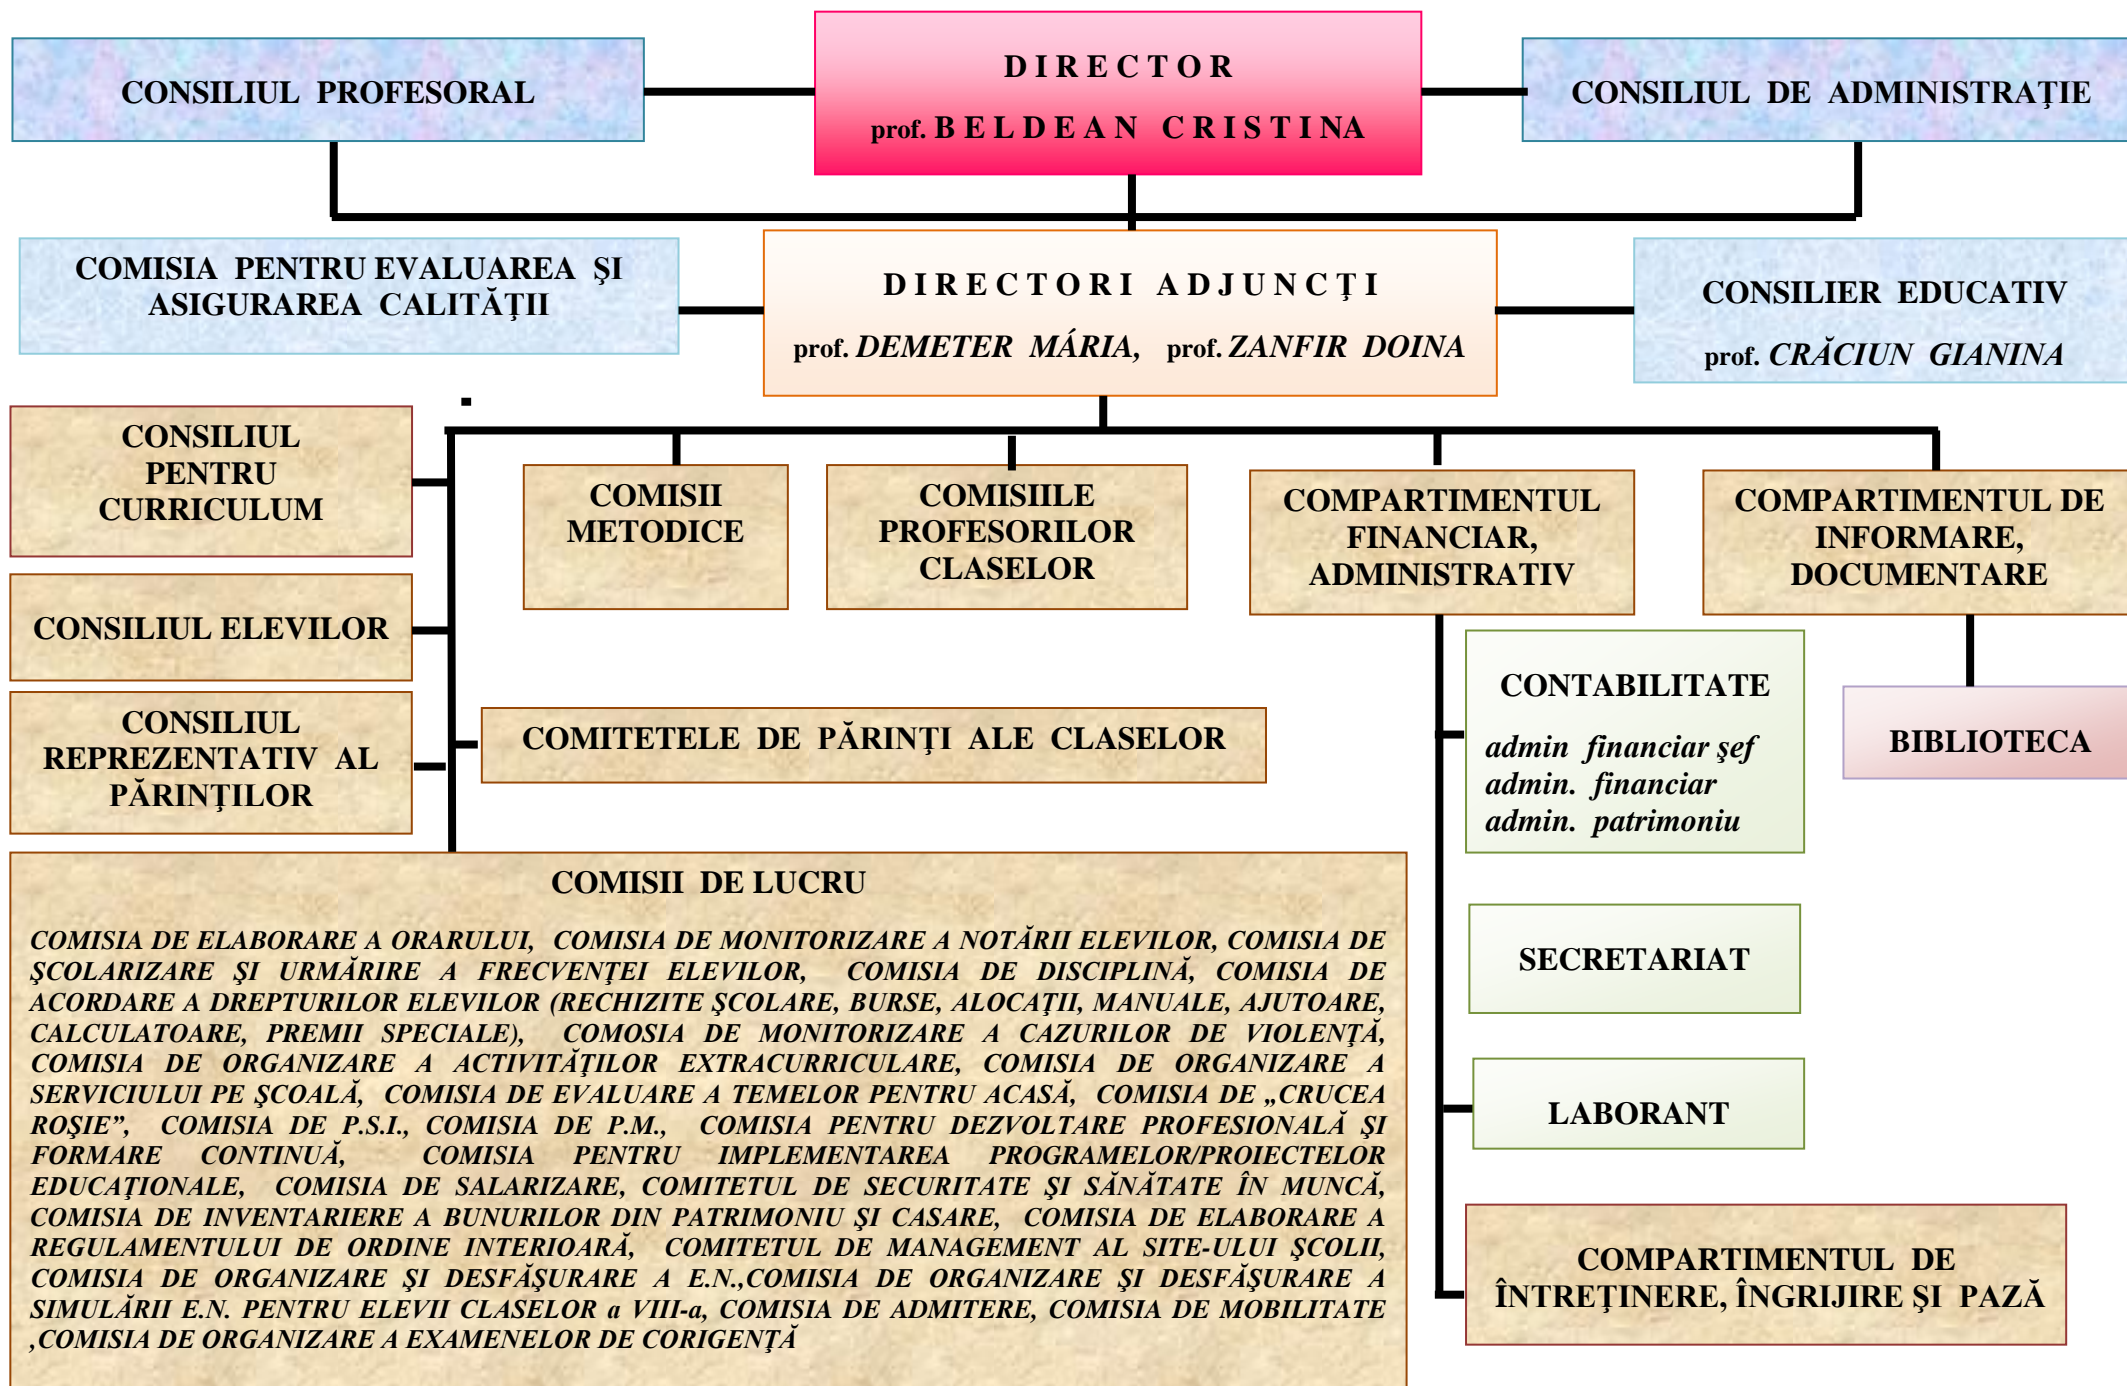 CONSILIUL PROFESORAL
DIRECTOR
prof. BELDEAN CRISTINA
CONSILIUL DE ADMINISTRAŢIE
COMISIA PENTRU EVALUAREA ŞI
ASIGURAREA CALITĂŢII
DIRECTORI ADJUNCŢI
prof. DEMETER MÁRIA, prof. ZANFIR DOINA
CONSILIER EDUCATIV
prof. CRĂCIUN GIANINA
CONSILIUL
PENTRU
CURRICULUM
COMISII
METODICE
COMISIILE
PROFESORILOR
CLASELOR
COMPARTIMENTUL
FINANCIAR,
ADMINISTRATIV
COMPARTIMENTUL DE
INFORMARE,
DOCUMENTARE
CONSILIUL ELEVILOR
CONSILIUL
REPREZENTATIV AL
PĂRINŢILOR
COMITETELE DE PĂRINŢI ALE CLASELOR
CONTABILITATE
admin financiar şef
admin. financiar
admin. patrimoniu
BIBLIOTECA
SECRETARIAT
LABORANT
COMPARTIMENTUL DE
ÎNTREŢINERE, ÎNGRIJIRE ŞI PAZĂ
COMISII DE LUCRU
COMISIA DE ELABORARE A ORARULUI, COMISIA DE MONITORIZARE A NOTĂRII ELEVILOR, COMISIA DE
ŞCOLARIZARE ŞI URMĂRIRE A FRECVENŢEI ELEVILOR, COMISIA DE DISCIPLINĂ, COMISIA DE
ACORDARE A DREPTURILOR ELEVILOR (RECHIZITE ŞCOLARE, BURSE, ALOCAŢII, MANUALE, AJUTOARE,
CALCULATOARE, PREMII SPECIALE), COMOSIA DE MONITORIZARE A CAZURILOR DE VIOLENŢĂ,
COMISIA DE ORGANIZARE A ACTIVITĂŢILOR EXTRACURRICULARE, COMISIA DE ORGANIZARE A
SERVICIULUI PE ŞCOALĂ, COMISIA DE EVALUARE A TEMELOR PENTRU ACASĂ, COMISIA DE „CRUCEA
ROŞIE”, COMISIA DE P.S.I., COMISIA DE P.M., COMISIA PENTRU DEZVOLTARE PROFESIONALĂ ŞI
FORMARE CONTINUĂ, COMISIA PENTRU IMPLEMENTAREA PROGRAMELOR/PROIECTELOR
EDUCAŢIONALE, COMISIA DE SALARIZARE, COMITETUL DE SECURITATE ŞI SĂNĂTATE ÎN MUNCĂ,
COMISIA DE INVENTARIERE A BUNURILOR DIN PATRIMONIU ŞI CASARE, COMISIA DE ELABORARE A
REGULAMENTULUI DE ORDINE INTERIOARĂ, COMITETUL DE MANAGEMENT AL SITE-ULUI ŞCOLII,
COMISIA DE ORGANIZARE ŞI DESFĂŞURARE A E.N.,COMISIA DE ORGANIZARE ŞI DESFĂŞURARE A
SIMULĂRII E.N. PENTRU ELEVII CLASELOR a VIII-a, COMISIA DE ADMITERE, COMISIA DE MOBILITATE
,COMISIA DE ORGANIZARE A EXAMENELOR DE CORIGENŢĂ